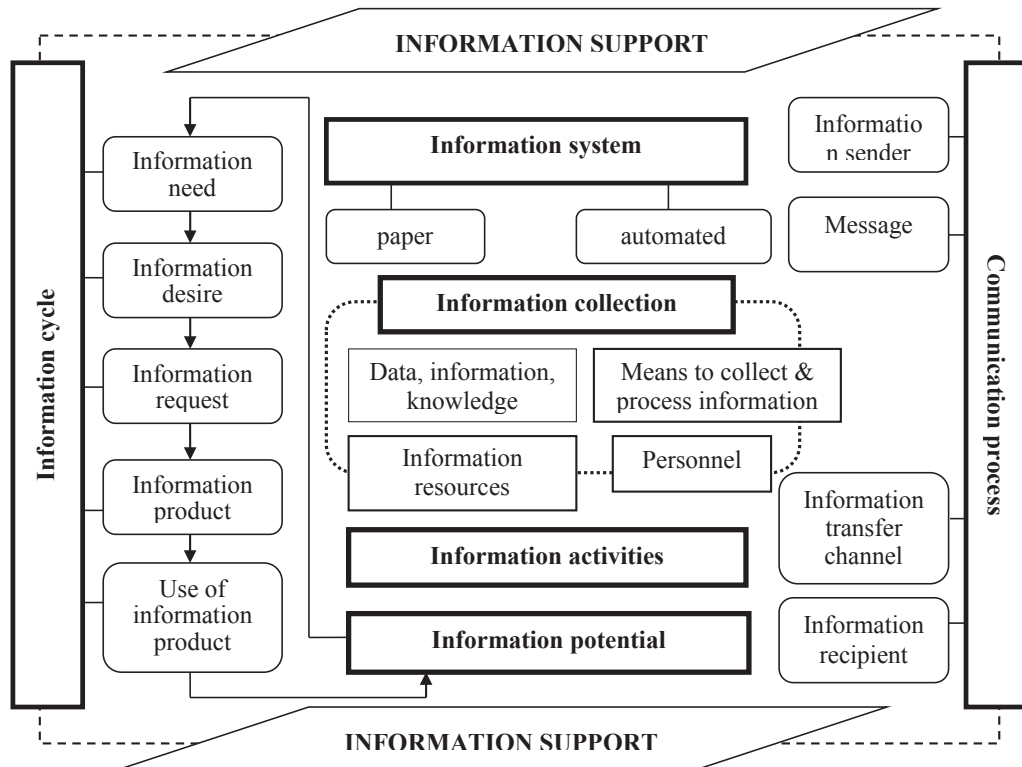 INFORMATION SUPPORT
Information cycle
Information
need
Information
desire
Information
request
Information
product
Use of
information
product
Information system
paper
automated
Information collection
Data, information,
knowledge
Means to collect &
process information
Information
resources
Personnel
Information activities
Information potential
Informatio
n sender
Message
Information
transfer
channel
Information
recipient
Communication process
INFORMATION SUPPORT